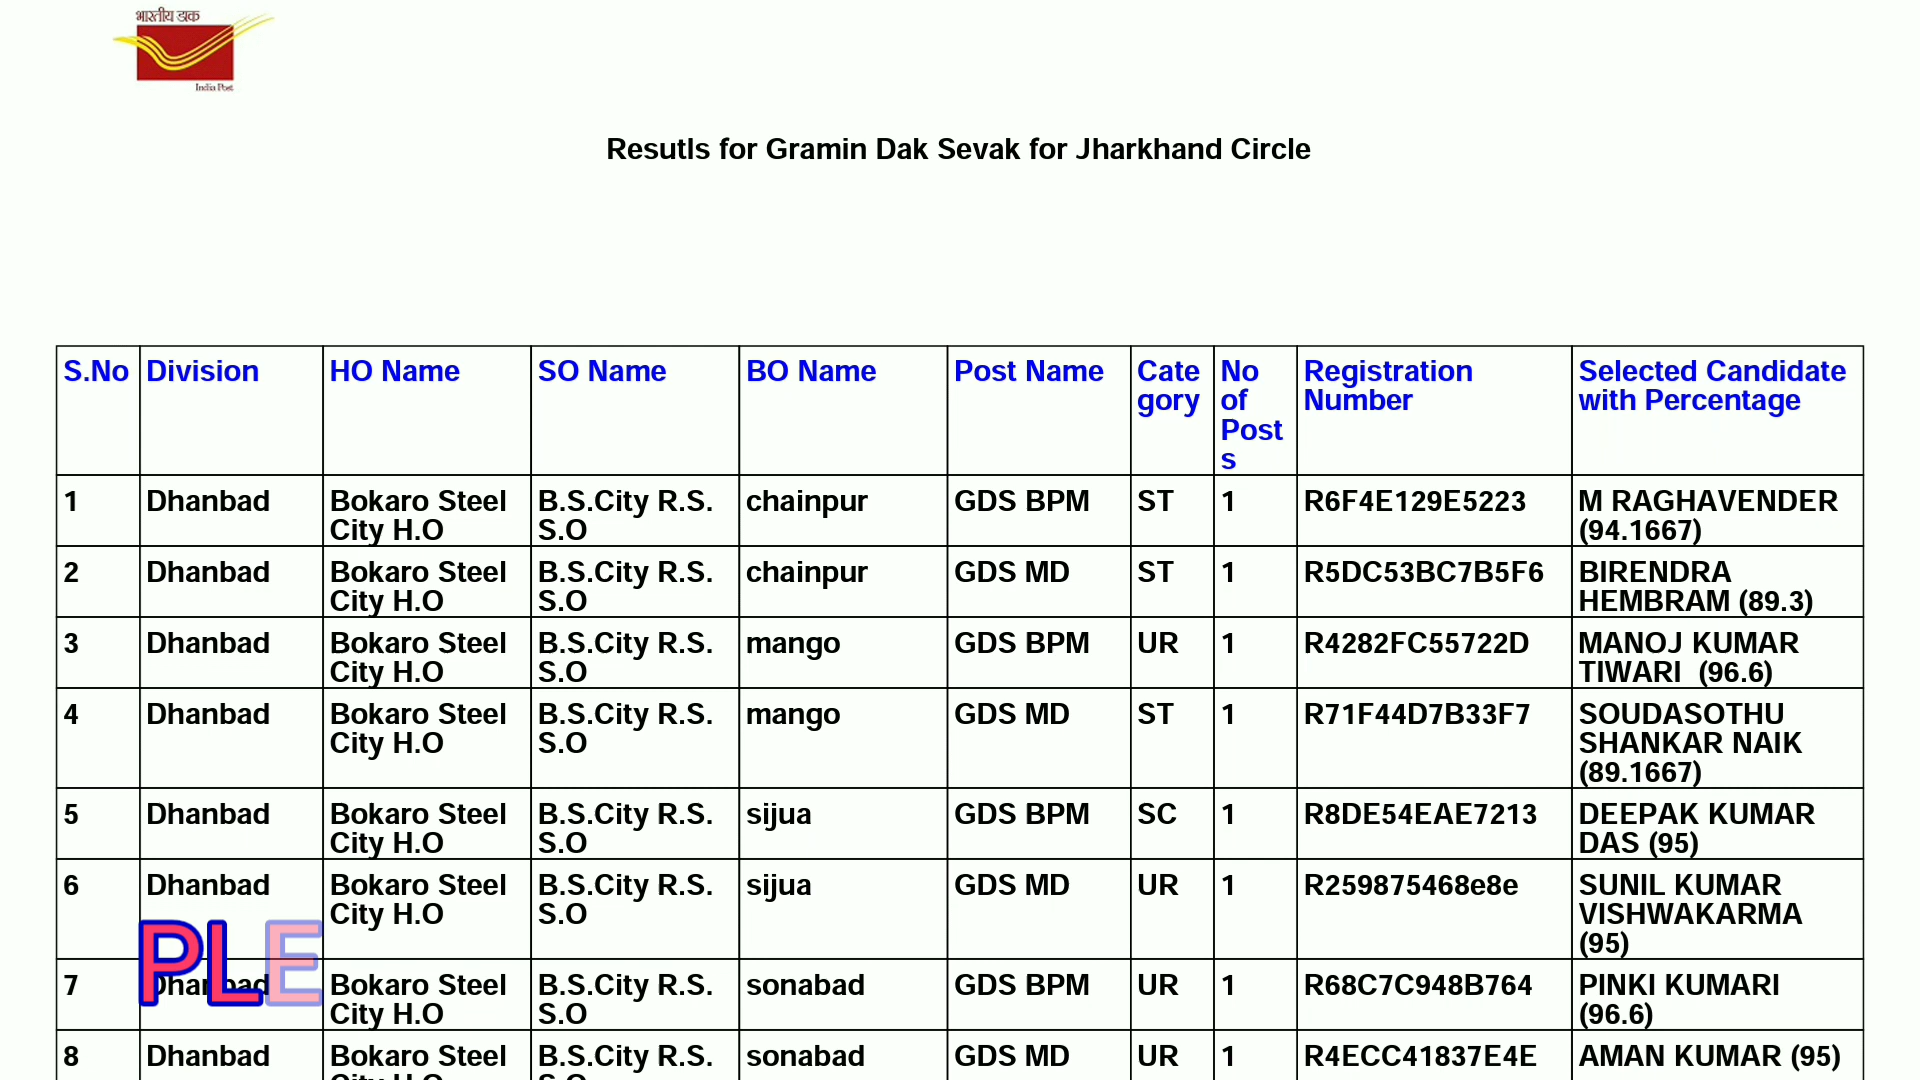 भारतीय डाक
India Post
Resutls for Gramin Dak Sevak for Jharkhand Circle
S.No Division HO Name SO Name BO Name Post Name Cate No Registration Selected Candidate
gory of Number with Percentage
Post
s
1 Dhanbad Bokaro Steel B.S.City R.S. chainpur GDS BPM ST 1 R6F4E129E5223 M RAGHAVENDER
City H.O S.O (94.1667)
2 Dhanbad Bokaro Steel B.S.City R.S. chainpur GDS MD ST 1 R5DC53BC7B5F6 BIRENDRA
City H.O S.O HEMBRAM (89.3)
3 Dhanbad Bokaro Steel B.S.City R.S. mango GDS BPM UR 1 R4282FC55722D MANOJ KUMAR
City H.O S.O TIWARI (96.6)
4 Dhanbad Bokaro Steel B.S.City R.S. mango GDS MD ST 1 R71F44D7B33F7 SOUDASOTHU
City H.O S.O SHANKAR NAIK
(89.1667)
5 Dhanbad Bokaro Steel B.S.City R.S. sijua GDS BPM SC 1 R8DE54EAE7213 DEEPAK KUMAR
City H.O S.O DAS (95)
6 Dhanbad Bokaro Steel B.S.City R.S. sijua GDS MD UR 1 R259875468e8e SUNIL KUMAR
City H.O S.O VISHWAKARMA
(95)
PLE
7 Dhanbad Bokaro Steel B.S.City R.S. sonabad GDS BPM UR 1 R68C7C948B764 PINKI KUMARI
City H.O S.O (96.6)
8 Dhanbad Bokaro Steel B.S.City R.S. sonabad GDS MD UR 1 R4ECC41837E4E AMAN KUMAR (95)